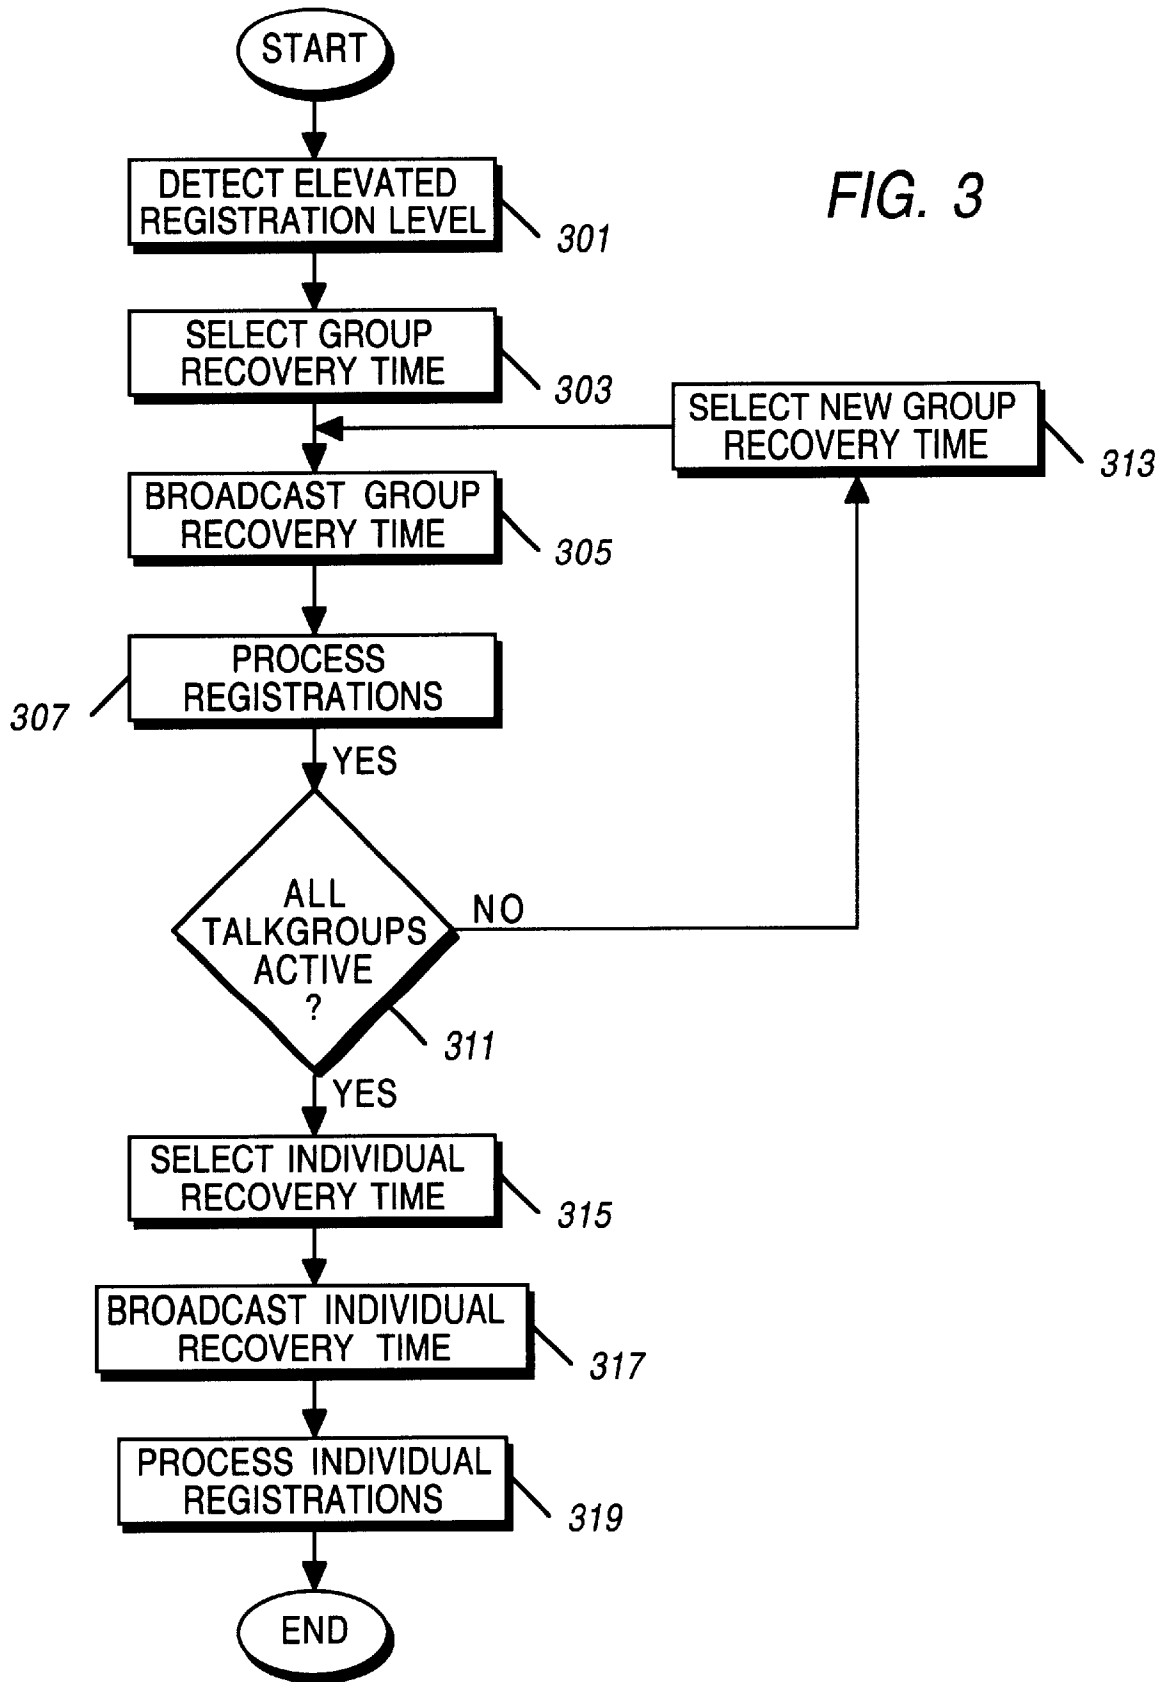 START
DETECT ELEVATED
REGISTRATION LEVEL
301
FIG. 3
SELECT GROUP
RECOVERY TIME
303
SELECT NEW GROUP
RECOVERY TIME
313
BROADCAST GROUP
RECOVERY TIME
305
PROCESS
REGISTRATIONS
307
YES
ALL
TALKGROUPS
ACTIVE
?
NO
311
YES
SELECT INDIVIDUAL
RECOVERY TIME
315
BROADCAST INDIVIDUAL
RECOVERY TIME
317
PROCESS INDIVIDUAL
REGISTRATIONS
319
END